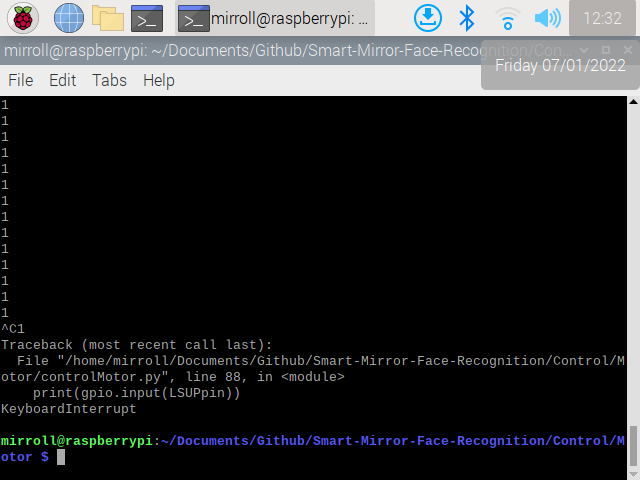 mirroll@raspberrypi: ...
12:32
mirroll@raspberrypi: ~/Documents/Github/Smart-Mirror-Face-Recognition/Con...
Friday 07/01/2022
File Edit Tabs Help
1
1
1
1
1
1
1
1
1
1
1
1
1
1
^C1
Traceback (most recent call last):
  File "/home/mirroll/Documents/Github/Smart-Mirror-Face-Recognition/Control/M
otor/controlMotor.py", line 88, in <module>
    print(gpio.input(LSUPpin))
KeyboardInterrupt
mirroll@raspberrypi:~/Documents/Github/Smart-Mirror-Face-Recognition/Control/M
otor $